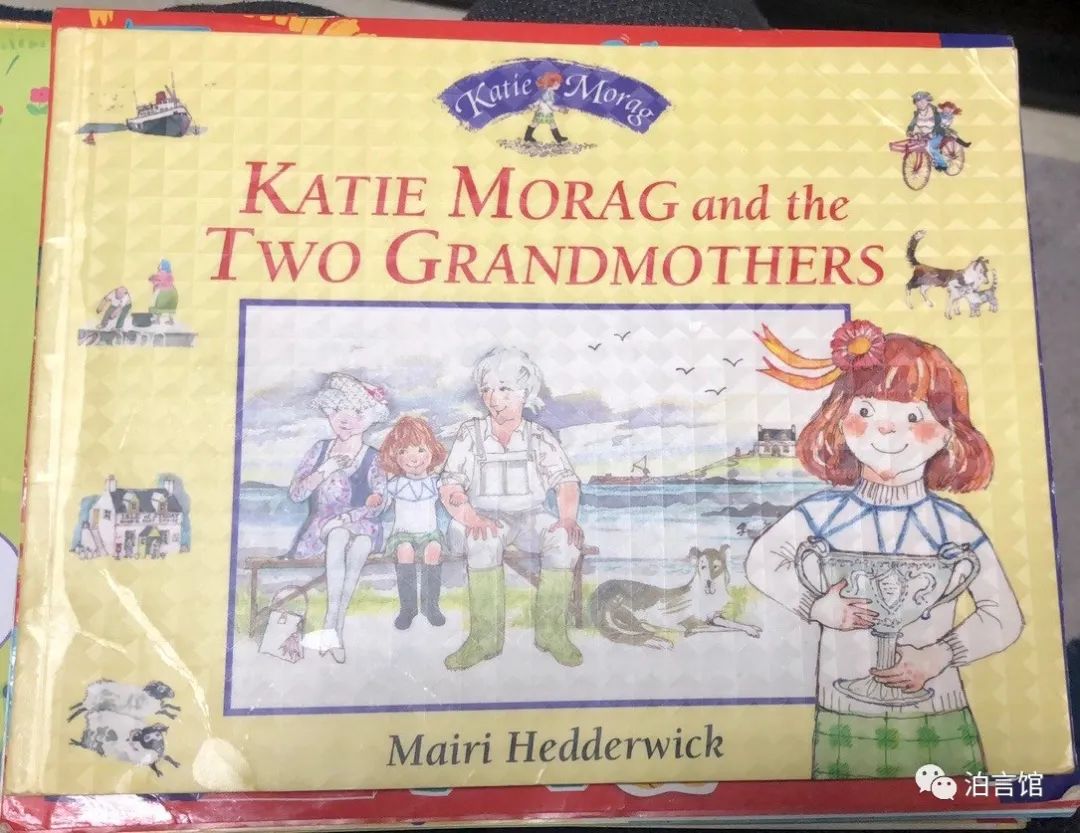 Katie Morag
KATIE MORAG and the
TWO GRANDMOTHERS
Mairi Hedderwick
泊言馆